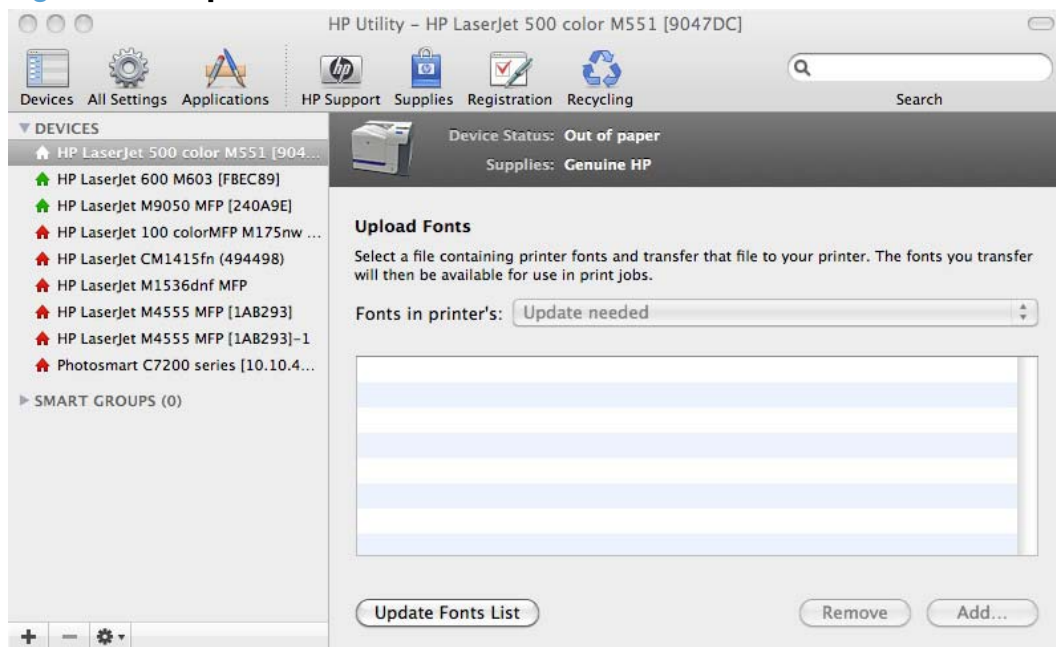 HP Utility – HP LaserJet 500 color M551 [9047DC]
Devices All Settings Applications HP Support Supplies Registration Recycling Search
DEVICES
HP LaserJet 500 color M551 [904...
HP LaserJet 600 M603 [FBEC89]
HP LaserJet M9050 MFP [240A9E]
HP LaserJet 100 colorMFP M175nw ...
HP LaserJet CM1415fn (494498)
HP LaserJet M1536dnf MFP
HP LaserJet M4555 MFP [1AB293]
HP LaserJet M4555 MFP [1AB293]-1
Photosmart C7200 series [10.10.4...
SMART GROUPS (0)
Device Status: Out of paper
Supplies: Genuine HP
Upload Fonts
Select a file containing printer fonts and transfer that file to your printer. The fonts you transfer
will then be available for use in print jobs.
Fonts in printer's: Update needed
Update Fonts List Remove Add...